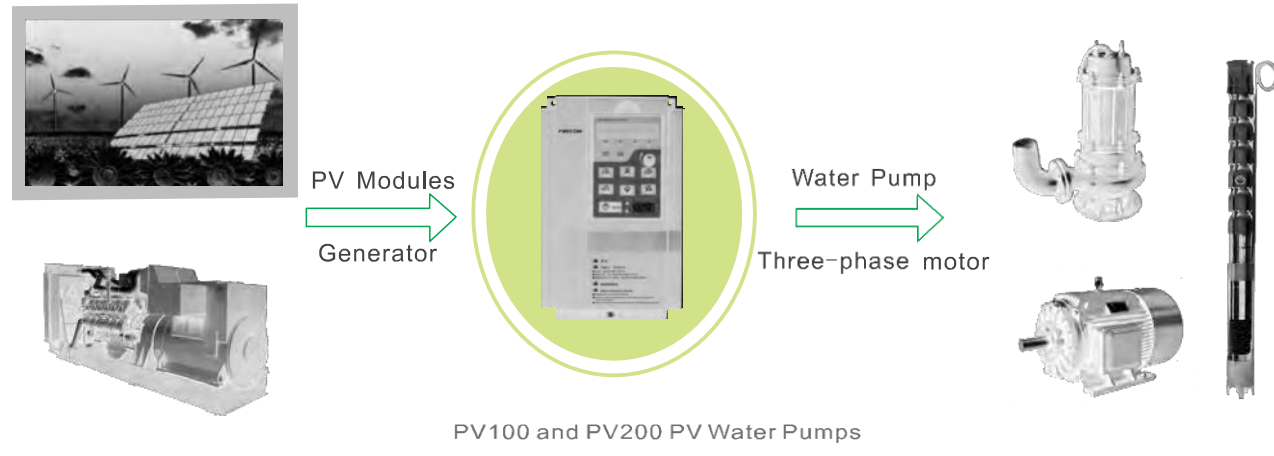 PV Modules
Generator
Water Pump
Three-phase motor
PV100 and PV200 PV Water Pumps